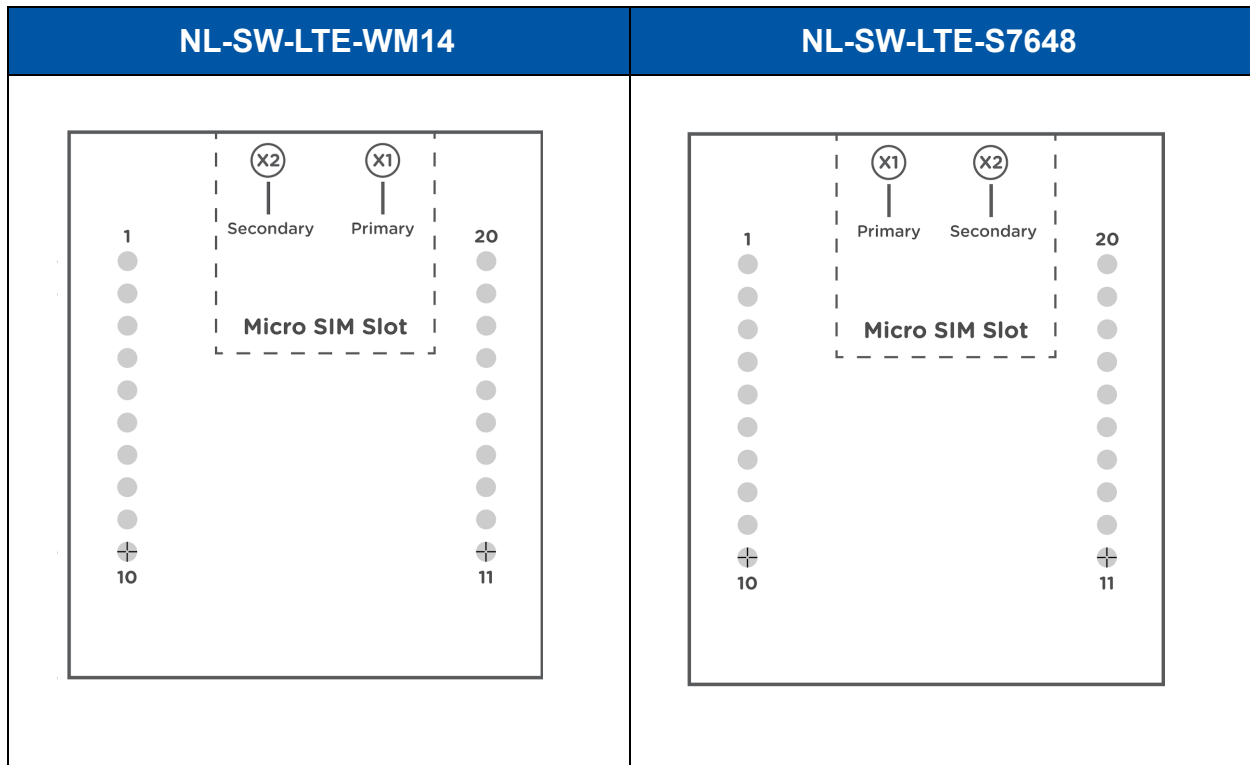 NL-SW-LTE-WM14
NL-SW-LTE-S7648
X2
X1
Secondary
Primary
1
20
Micro SIM Slot
10
11
X1
X2
Primary
Secondary
1
20
Micro SIM Slot
10
11